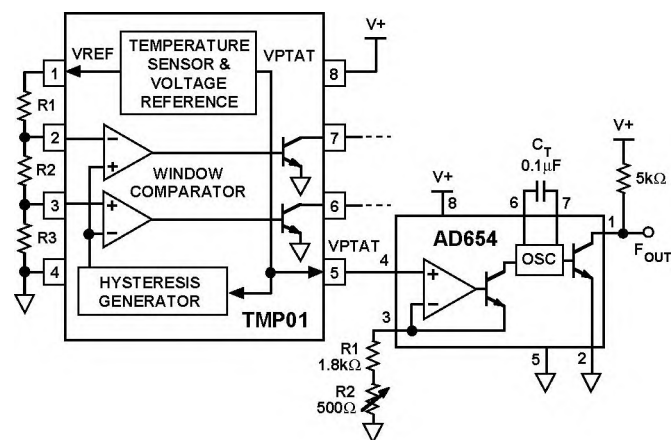 V+
TEMPERATURE
SENSOR &
VOLTAGE
REFERENCE
VREF
VPTAT
1
8
R1
2
7
R2
WINDOW
COMPARATOR
3
6
R3
VPTAT
4
5
HYSTERESIS
GENERATOR
TMP01
CT
0.1µF
V+
V+
5kΩ
8
6
7
1
AD654
OSC
FOUT
4
3
R1
1.8kΩ
R2
500Ω
5
2
+
−
+
−
+
−